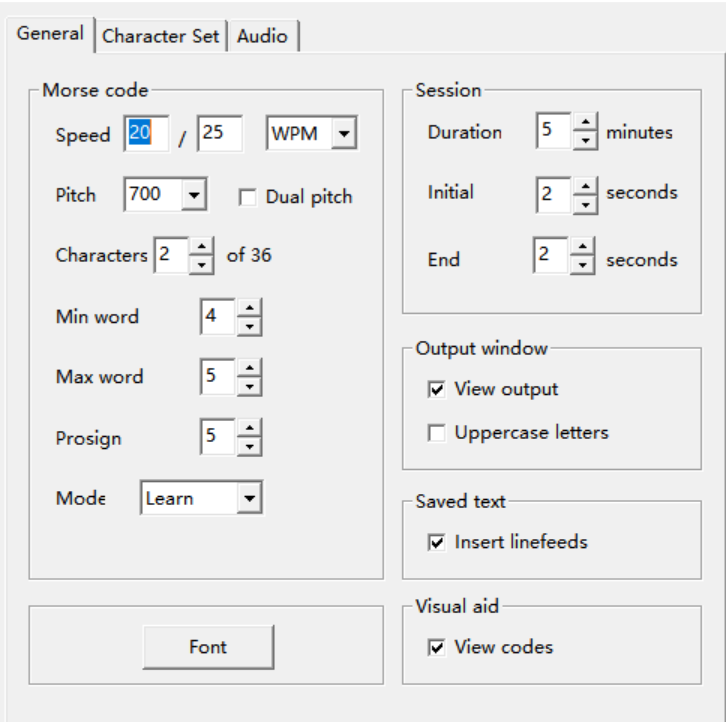 General Character Set Audio
Morse code
Speed 20 / 25 WPM
Pitch 700 Dual pitch
Characters 2 of 36
Min word 4
Max word 5
Prosign 5
Mode Learn
Font
Session
Duration 5 minutes
Initial 2 seconds
End 2 seconds
Output window
View output
Uppercase letters
Saved text
Insert linefeeds
Visual aid
View codes